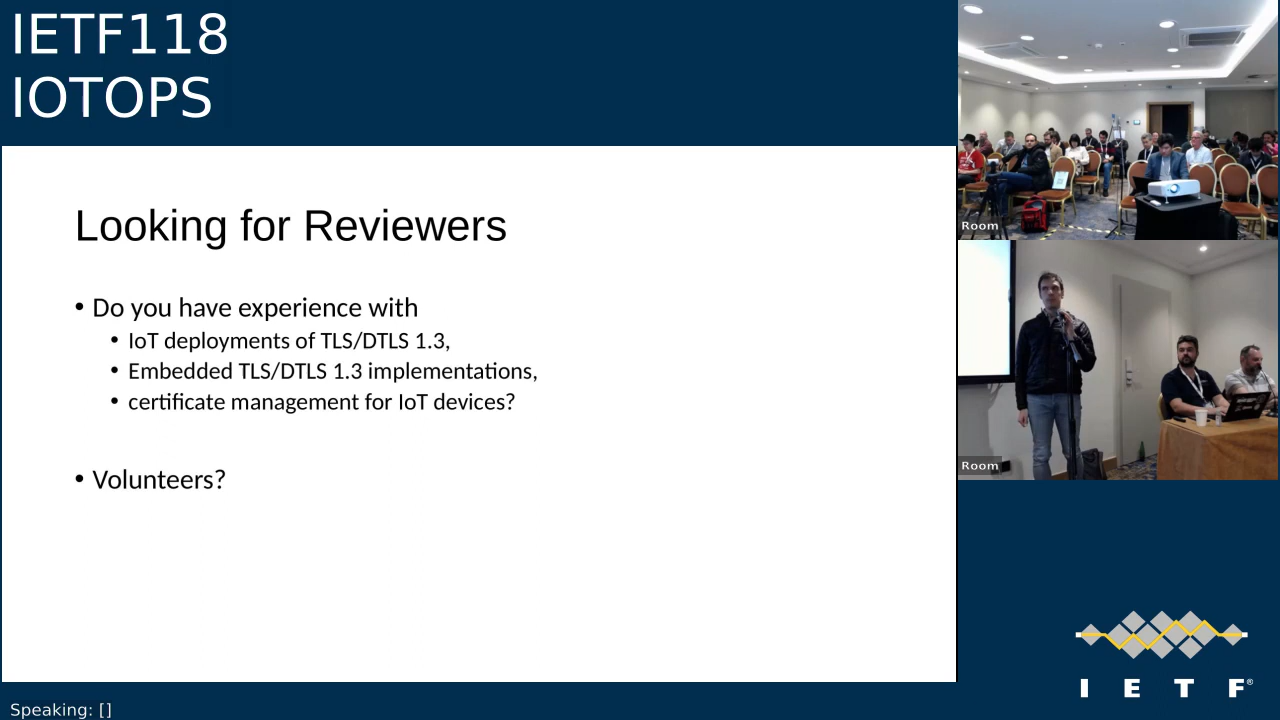 IETF118
IOTOPS
Looking for Reviewers
• Do you have experience with
• IoT deployments of TLS/DTLS 1.3,
• Embedded TLS/DTLS 1.3 implementations,
• certificate management for IoT devices?
• Volunteers?
Room
Room
I E T F®
Speaking: []